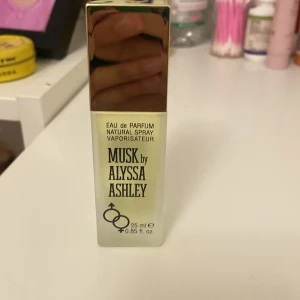 EAU de PARFUM
NATURAL SPRAY
VAPORISATEUR
MUSK by
ALYSSA
ASHLEY
25 ml e
0.85 fl. oz.